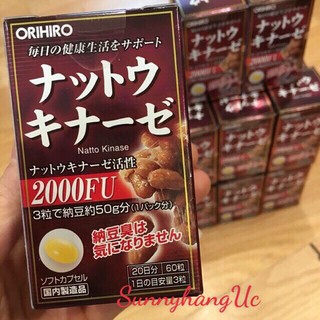 ORIHIRO
毎日の健康生活をサポート
ナットウ
キナーゼ
Natto Kinase
ナットウキナーゼ活性
2000FU
3粒で納豆約50g分(1パック分)
納豆臭は
気になりません
ソフトカプセル
国内製造品
20日分 60粒
1日の目安量3粒
SunnyhangUc